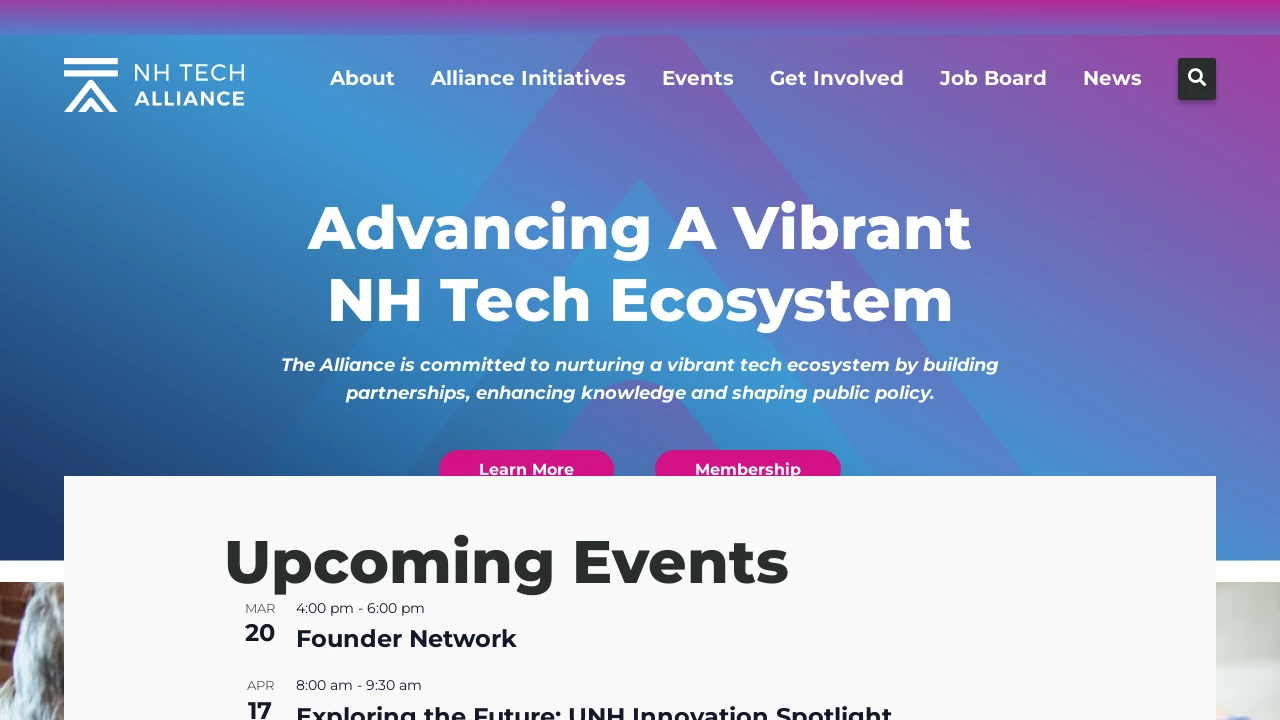 NH TECH
ALLIANCE
About
Alliance Initiatives
Events
Get Involved
Job Board
News
Advancing A Vibrant
NH Tech Ecosystem
The Alliance is committed to nurturing a vibrant tech ecosystem by building
partnerships, enhancing knowledge and shaping public policy.
Learn More
Membership
Upcoming Events
MAR
20
4:00 pm - 6:00 pm
Founder Network
APR
17
8:00 am - 9:30 am
Exploring the Future: UNH Innovation Spotlight